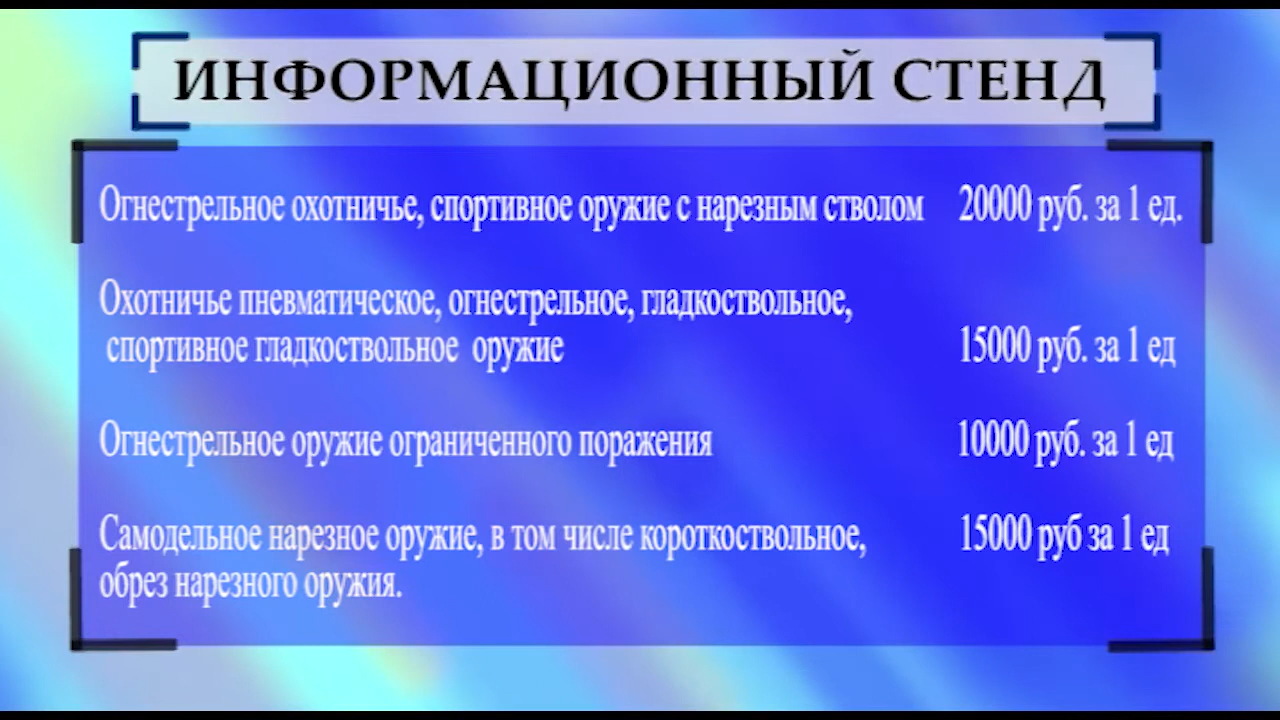 ИНФОРМАЦИОННЫЙ СТЕНД
Огнестрельное охотничье, спортивное оружие с нарезным стволом 20000 руб. за 1 ед.
Охотничье пневматическое, огнестрельное, гладкоствольное,
спортивное гладкоствольное оружие 15000 руб. за 1 ед
Огнестрельное оружие ограниченного поражения 10000 руб. за 1 ед
Самодельное нарезное оружие, в том числе короткоствольное, 15000 руб за 1 ед
обрез нарезного оружия.